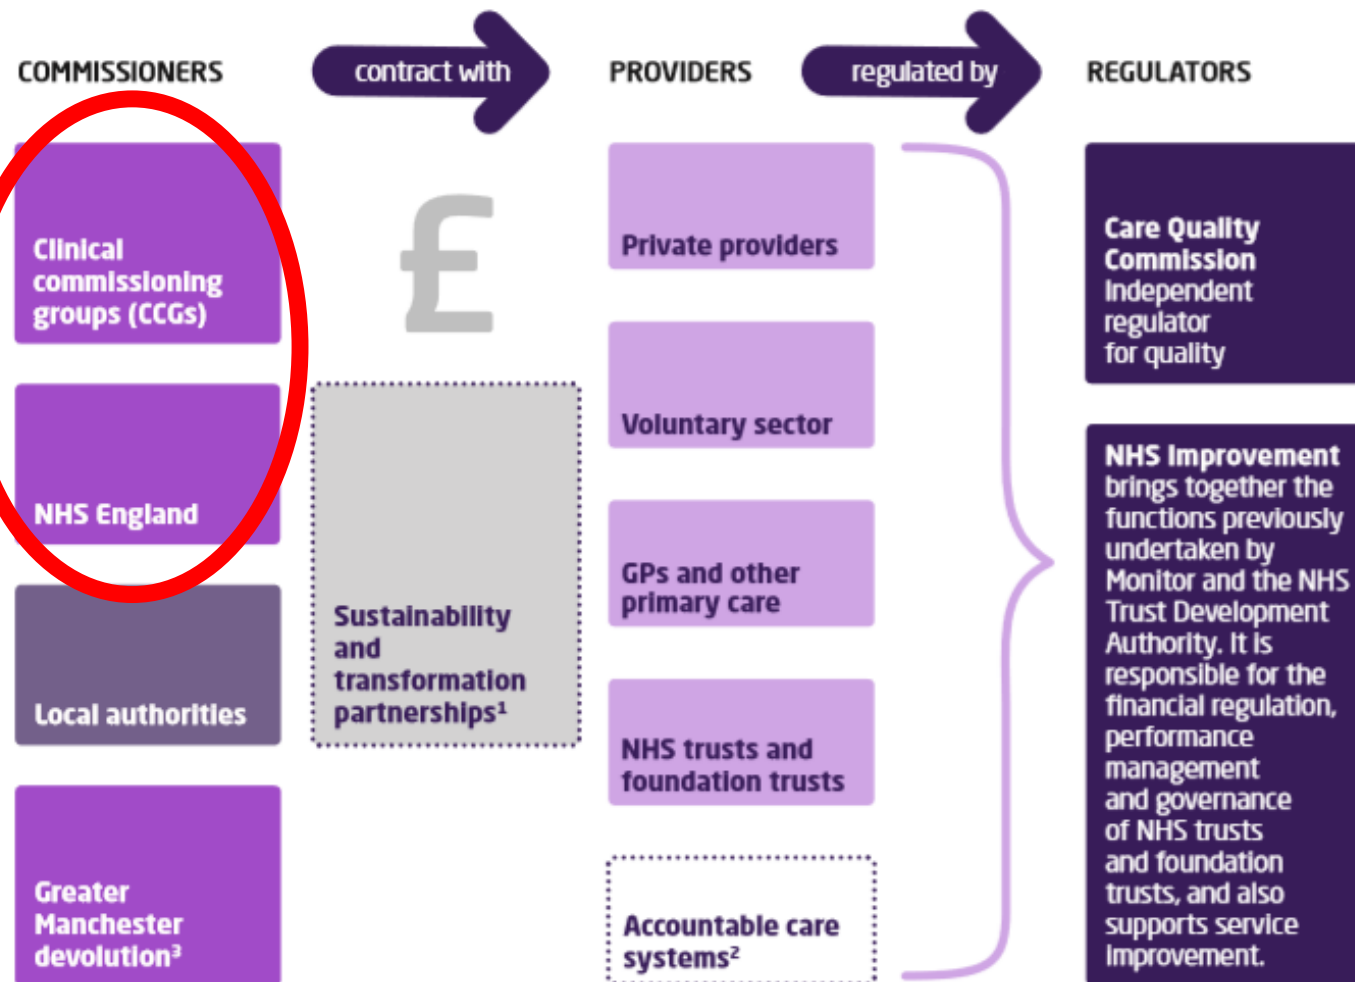 COMMISSIONERS
contract with
PROVIDERS
regulated by
REGULATORS
Clinical
commissioning
groups (CCGs)
NHS England
Local authorities
Greater
Manchester
devolution³
£
Sustainability
and
transformation
partnerships¹
Private providers
Voluntary sector
GPs and other
primary care
NHS trusts and
foundation trusts
Accountable care
systems²
Care Quality
Commission
Independent
regulator
for quality
NHS Improvement
brings together the
functions previously
undertaken by
Monitor and the NHS
Trust Development
Authority. It is
responsible for the
financial regulation,
performance
management
and governance
of NHS trusts
and foundation
trusts, and also
supports service
improvement.